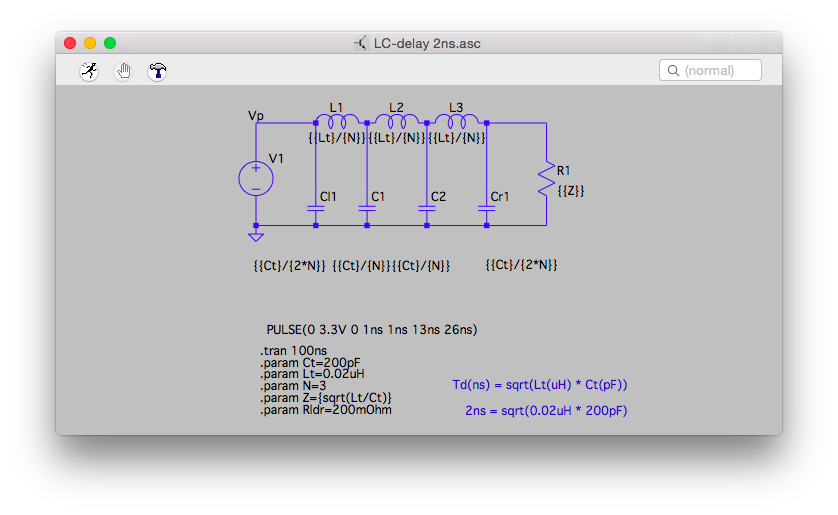 LC-delay 2ns.asc
(normal)
Vp
L1
L2
L3
{{Lt}/{N}}
{{Lt}/{N}}
{{Lt}/{N}}
V1
R1
{{Z}}
Cl1
C1
C2
Cr1
{{Ct}/{2*N}}
{{Ct}/{N}}
{{Ct}/{N}}
{{Ct}/{2*N}}
PULSE(0 3.3V 0 1ns 1ns 13ns 26ns)
.tran 100ns
.param Ct=200pF
.param Lt=0.02uH
.param N=3
.param Z={sqrt(Lt/Ct)}
.param Rldr=200mOhm
Td(ns) = sqrt(Lt(uH) * Ct(pF))
2ns = sqrt(0.02uH * 200pF)